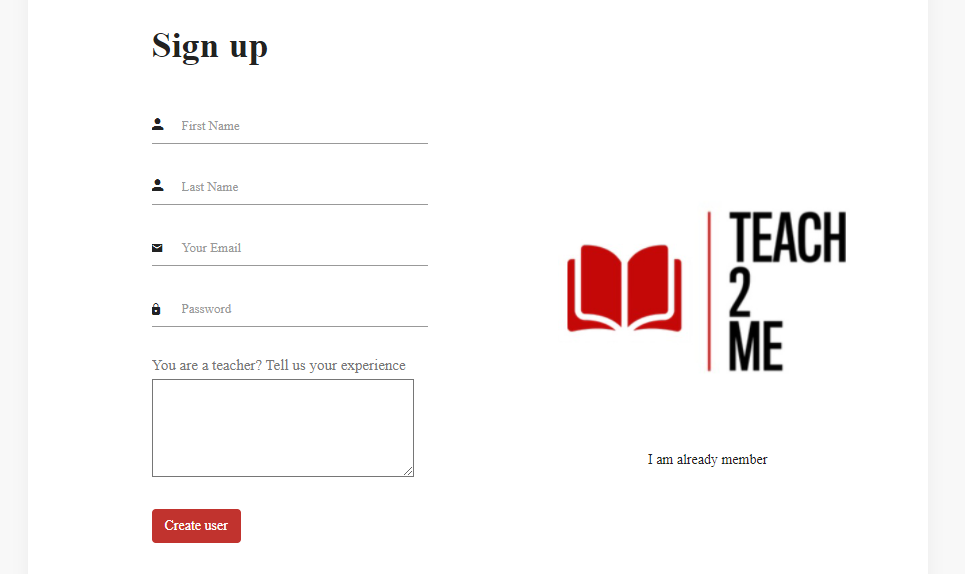 Sign up
First Name
Last Name
Your Email
Password
You are a teacher? Tell us your experience
Create user
TEACH
2
ME
I am already member